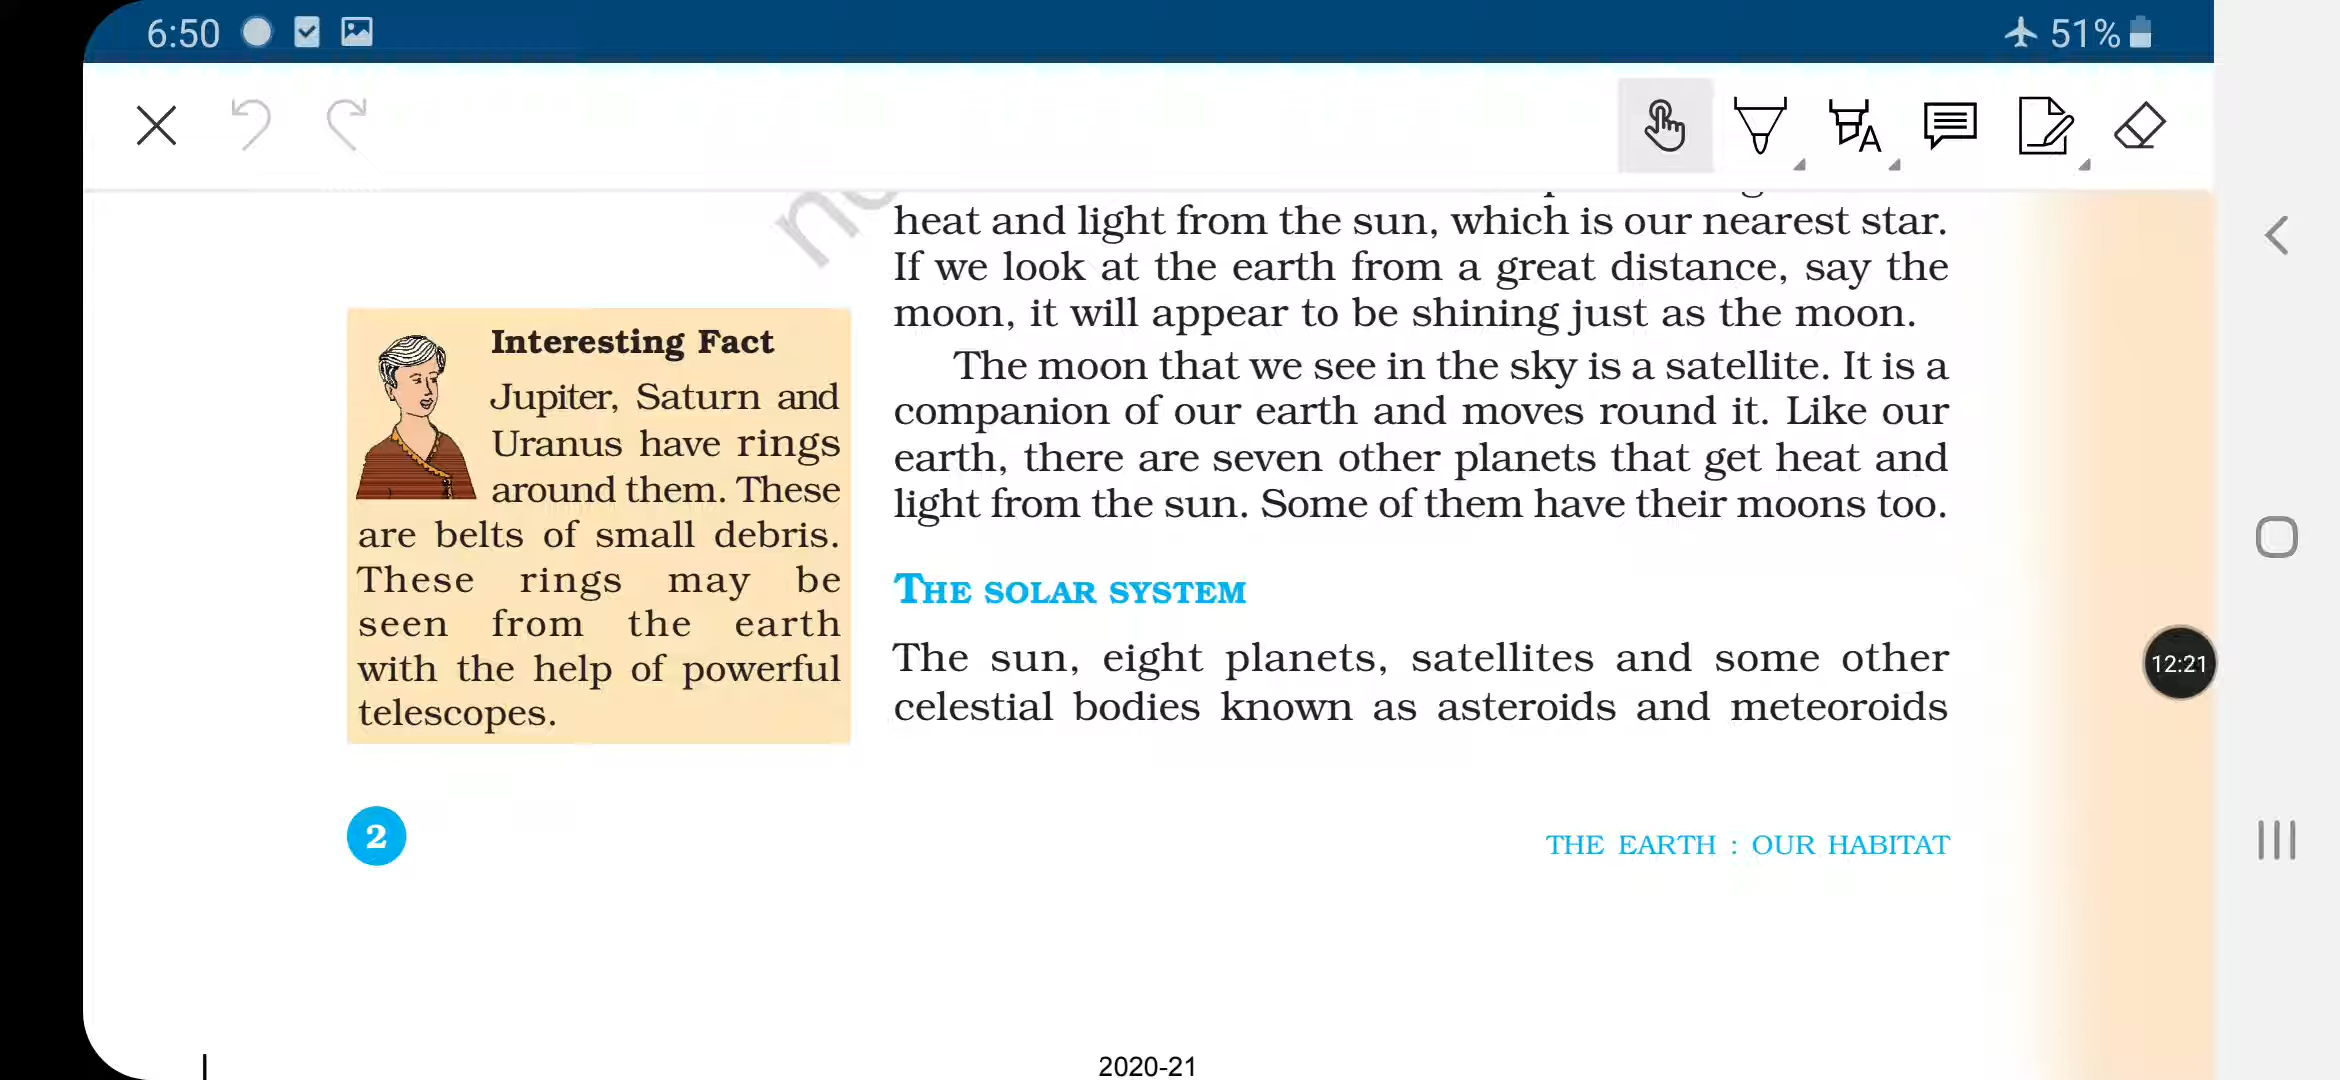 6:50
51%
heat and light from the sun, which is our nearest star.
If we look at the earth from a great distance, say the
moon, it will appear to be shining just as the moon.
The moon that we see in the sky is a satellite. It is a
companion of our earth and moves round it. Like our
earth, there are seven other planets that get heat and
light from the sun. Some of them have their moons too.
THE SOLAR SYSTEM
The sun, eight planets, satellites and some other
celestial bodies known as asteroids and meteoroids
Interesting Fact
Jupiter, Saturn and
Uranus have rings
around them. These
are belts of small debris.
These rings may be
seen from the earth
with the help of powerful
telescopes.
12:21
2
THE EARTH : OUR HABITAT
2020-21